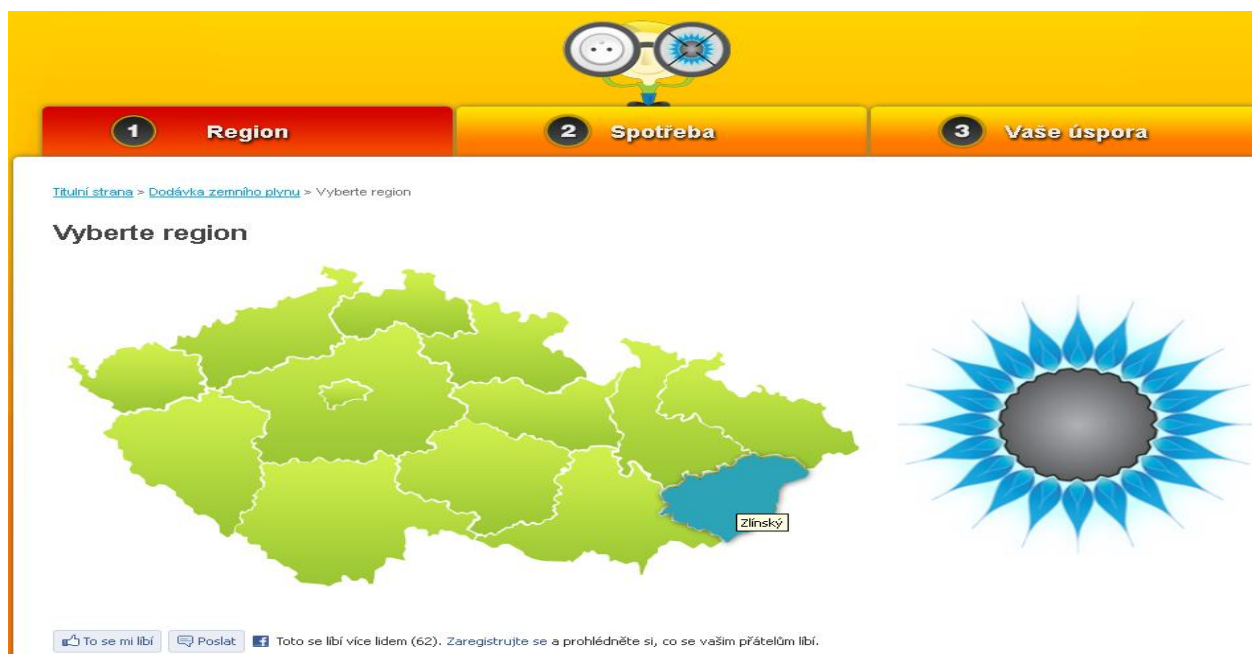 1 Region 2 Spotřeba 3 Vaše úspora
Titulní strana > Dodávka zemního plynu > Vyberte region
Vyberte region
Zlínský
To se mi líbí Poslat Toto se líbí více lidem (62). Zaregistrujte se a prohlédněte si, co se vašim přátelům líbí.